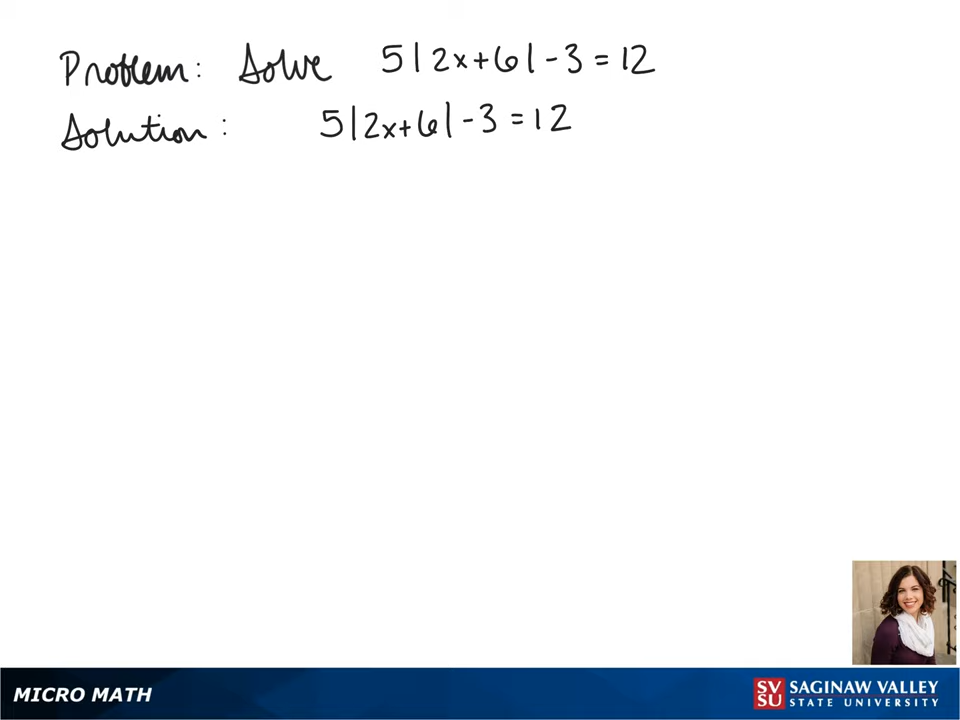 Problem: Solve 5|2x+6|-3=12
Solution: 5|2x+6|-3=12
MICRO MATH
SV
SU
SAGINAW VALLEY
STATE UNIVERSITY